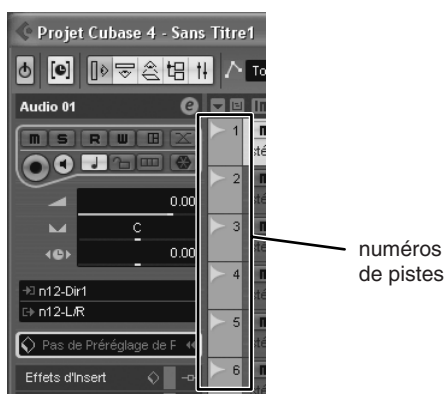 Projet Cubase 4 - Sans Titre1
To
Audio 01 e
m S R W
1
2
3
4
5
6
0.00
C
0.00
n12-Dir1
n12-L/R
Pas de Préréglage de F
Effets d'Insert
numéros
de pistes